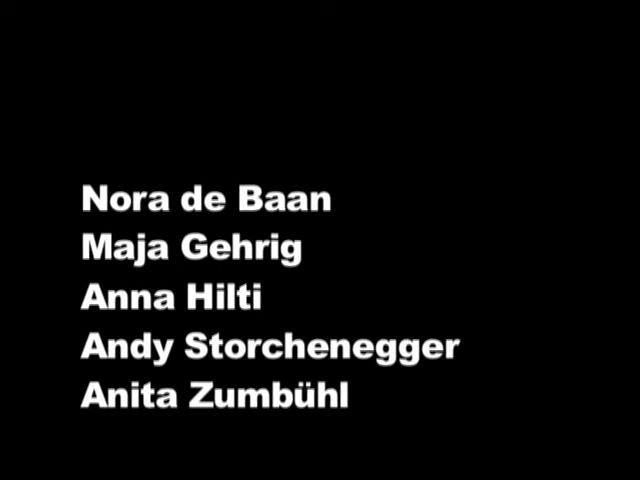 Nora de Baan
Maja Gehrig
Anna Hilti
Andy Storchenegger
Anita Zumbühl